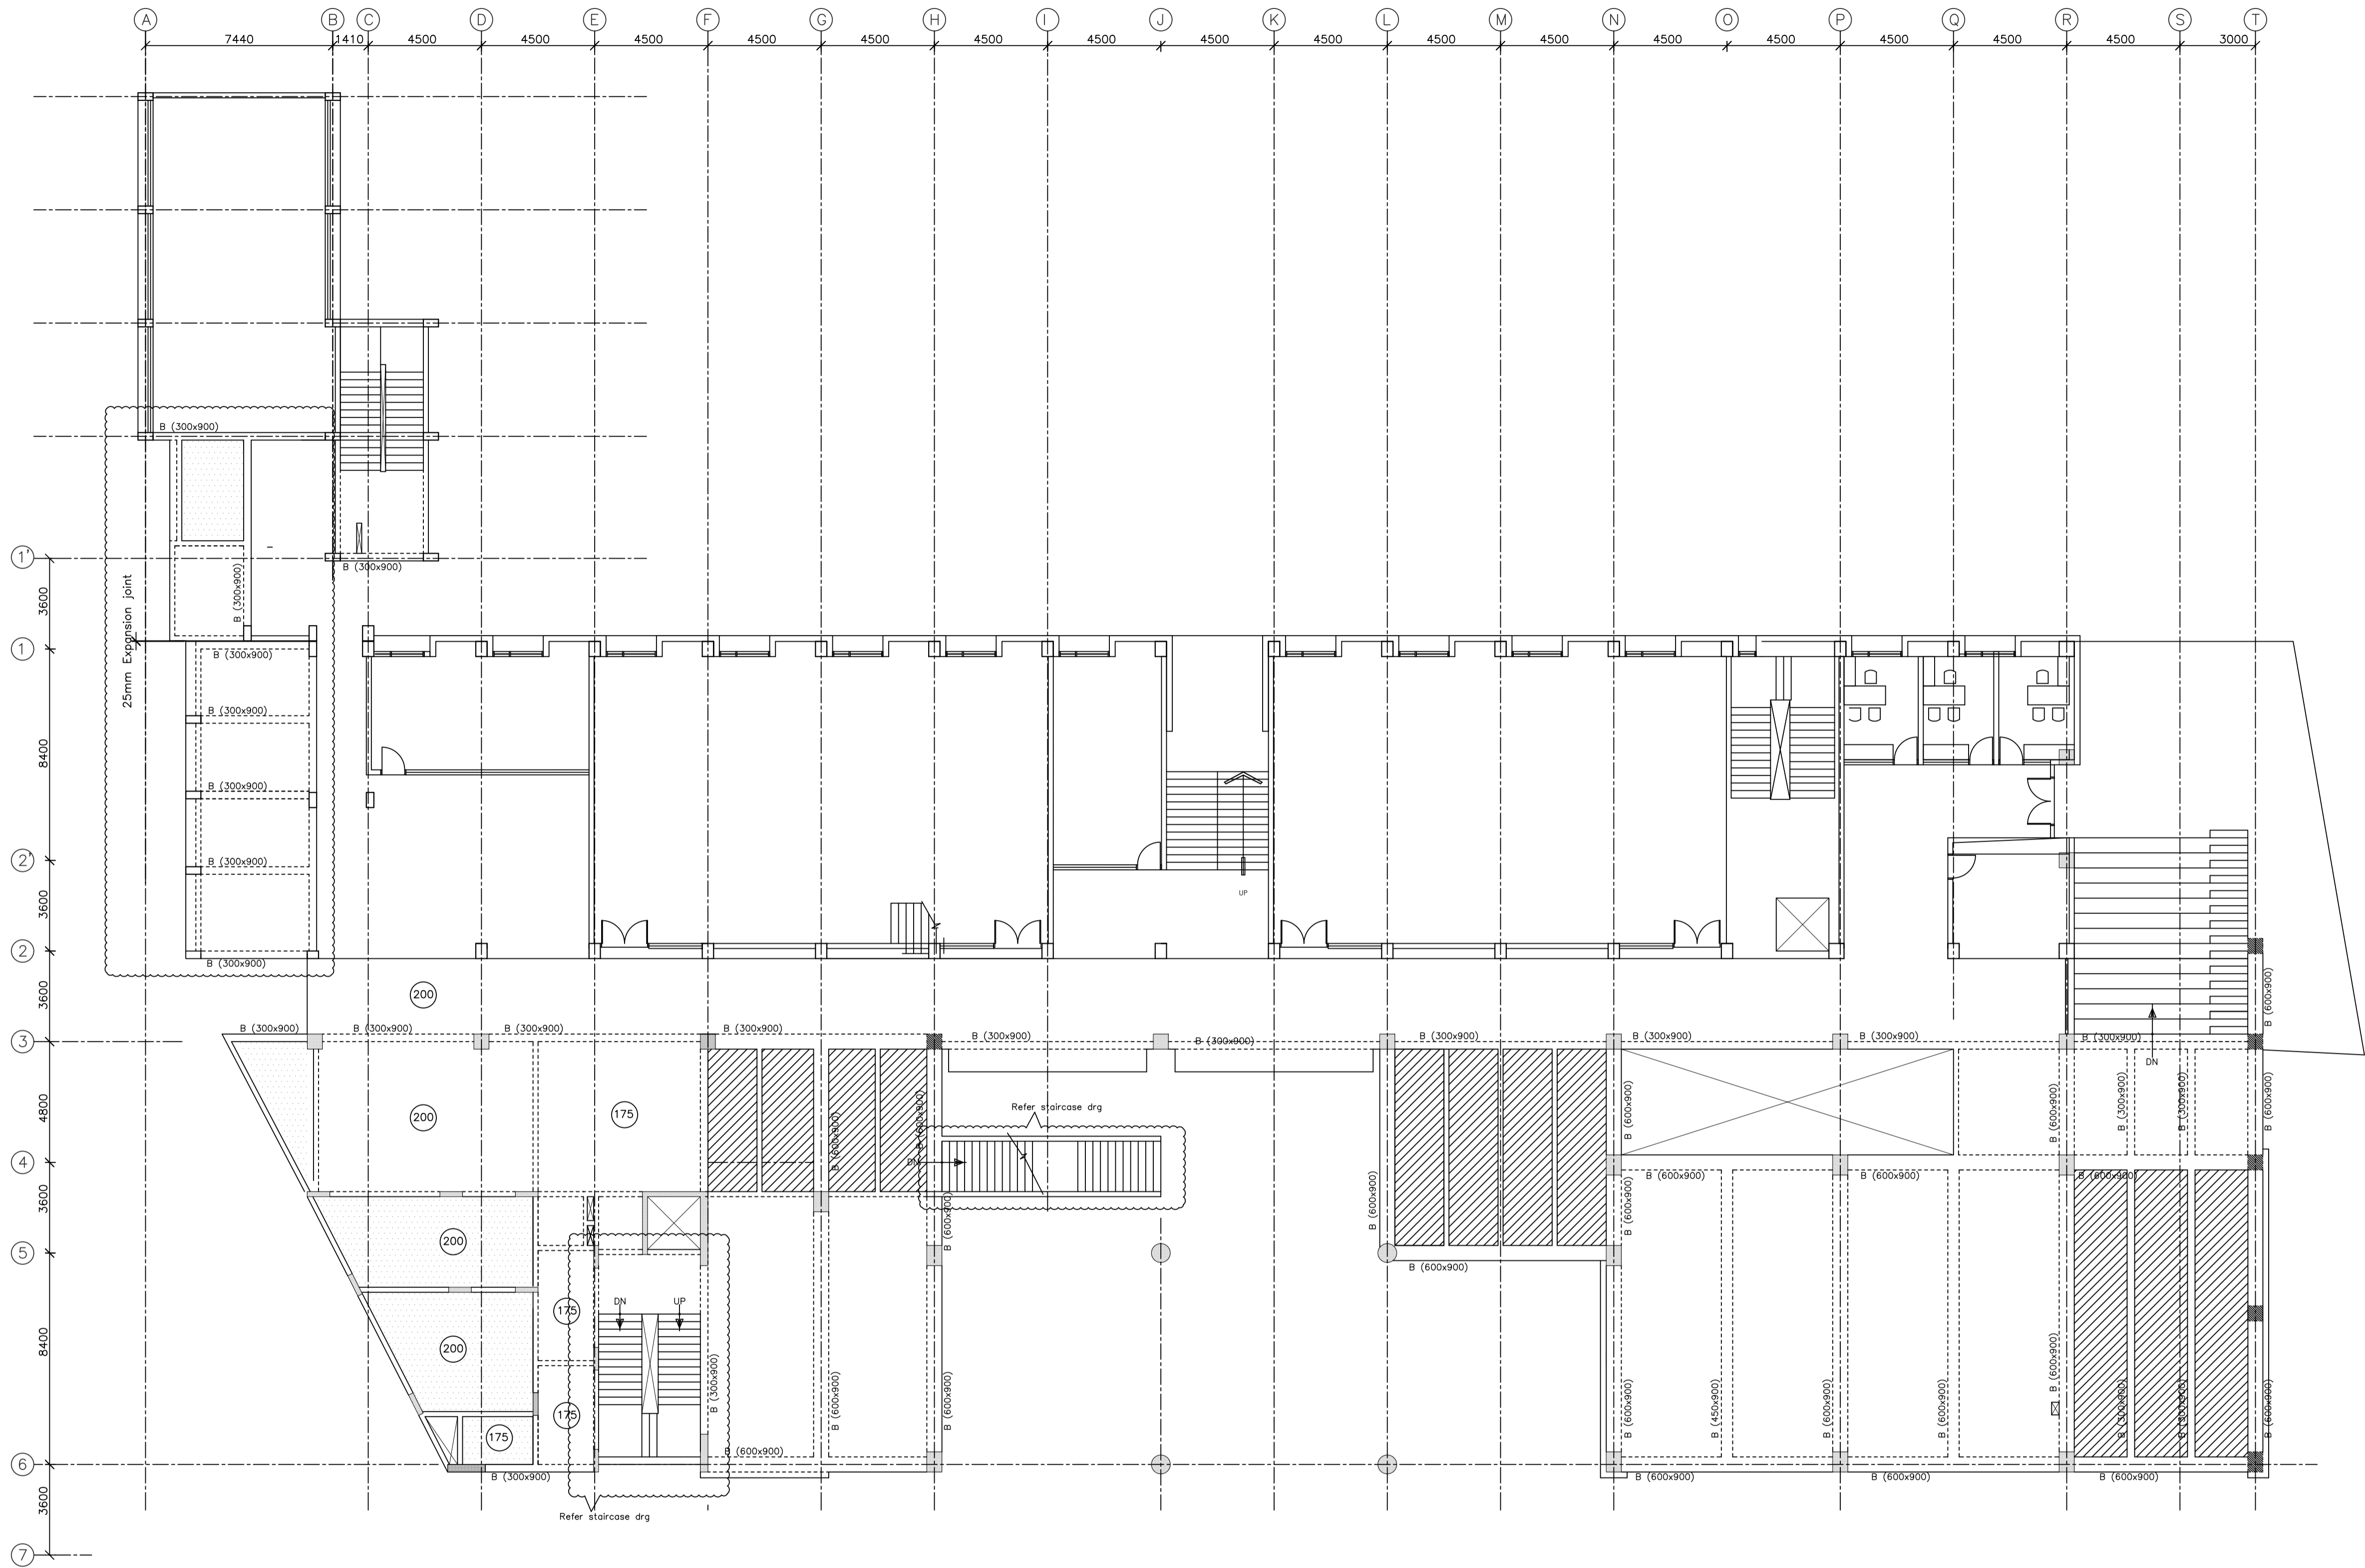 A B C D E F G H I J K L M N O P Q R S T
7440 1410 4500 4500 4500 4500 4500 4500 4500 4500 4500 4500 4500 4500 4500 4500 4500 4500 3000
B (300x900)
1'
B (300x900)
B (300x900)
25mm Expansion joint
3600
1
B (300x900)
B (300x900)
8400
B (300x900)
2'
B (300x900)
UP
3600
2
B (300x900)
3600
200
B (600x900)
3
B (300x900) B (300x900) B (300x900) B (300x900) B (300x900) B (300x900) B (300x900) B (300x900) B (300x900) B (300x900)
DN
4800
200
175
B (600x900)
B (600x900)
Refer staircase drg
B (600x900)
B (600x900)
B (300x900)
B (300x900)
B (600x900)
4
DN
B (600x900) B (600x900) B (600x900)
3600
B (600x900)
B (600x900)
B (600x900)
5
200
B (600x900)
175
DN UP
8400
200
B (300x900)
B (600x900)
B (600x900)
B (600x900)
B (450x900)
B (600x900)
B (600x900)
B (600x900)
B (300x900)
B (300x900)
B (600x900)
175
175
B (600x900)
6
B (300x900) B (600x900) B (600x900) B (600x900)
3600
Refer staircase drg
7